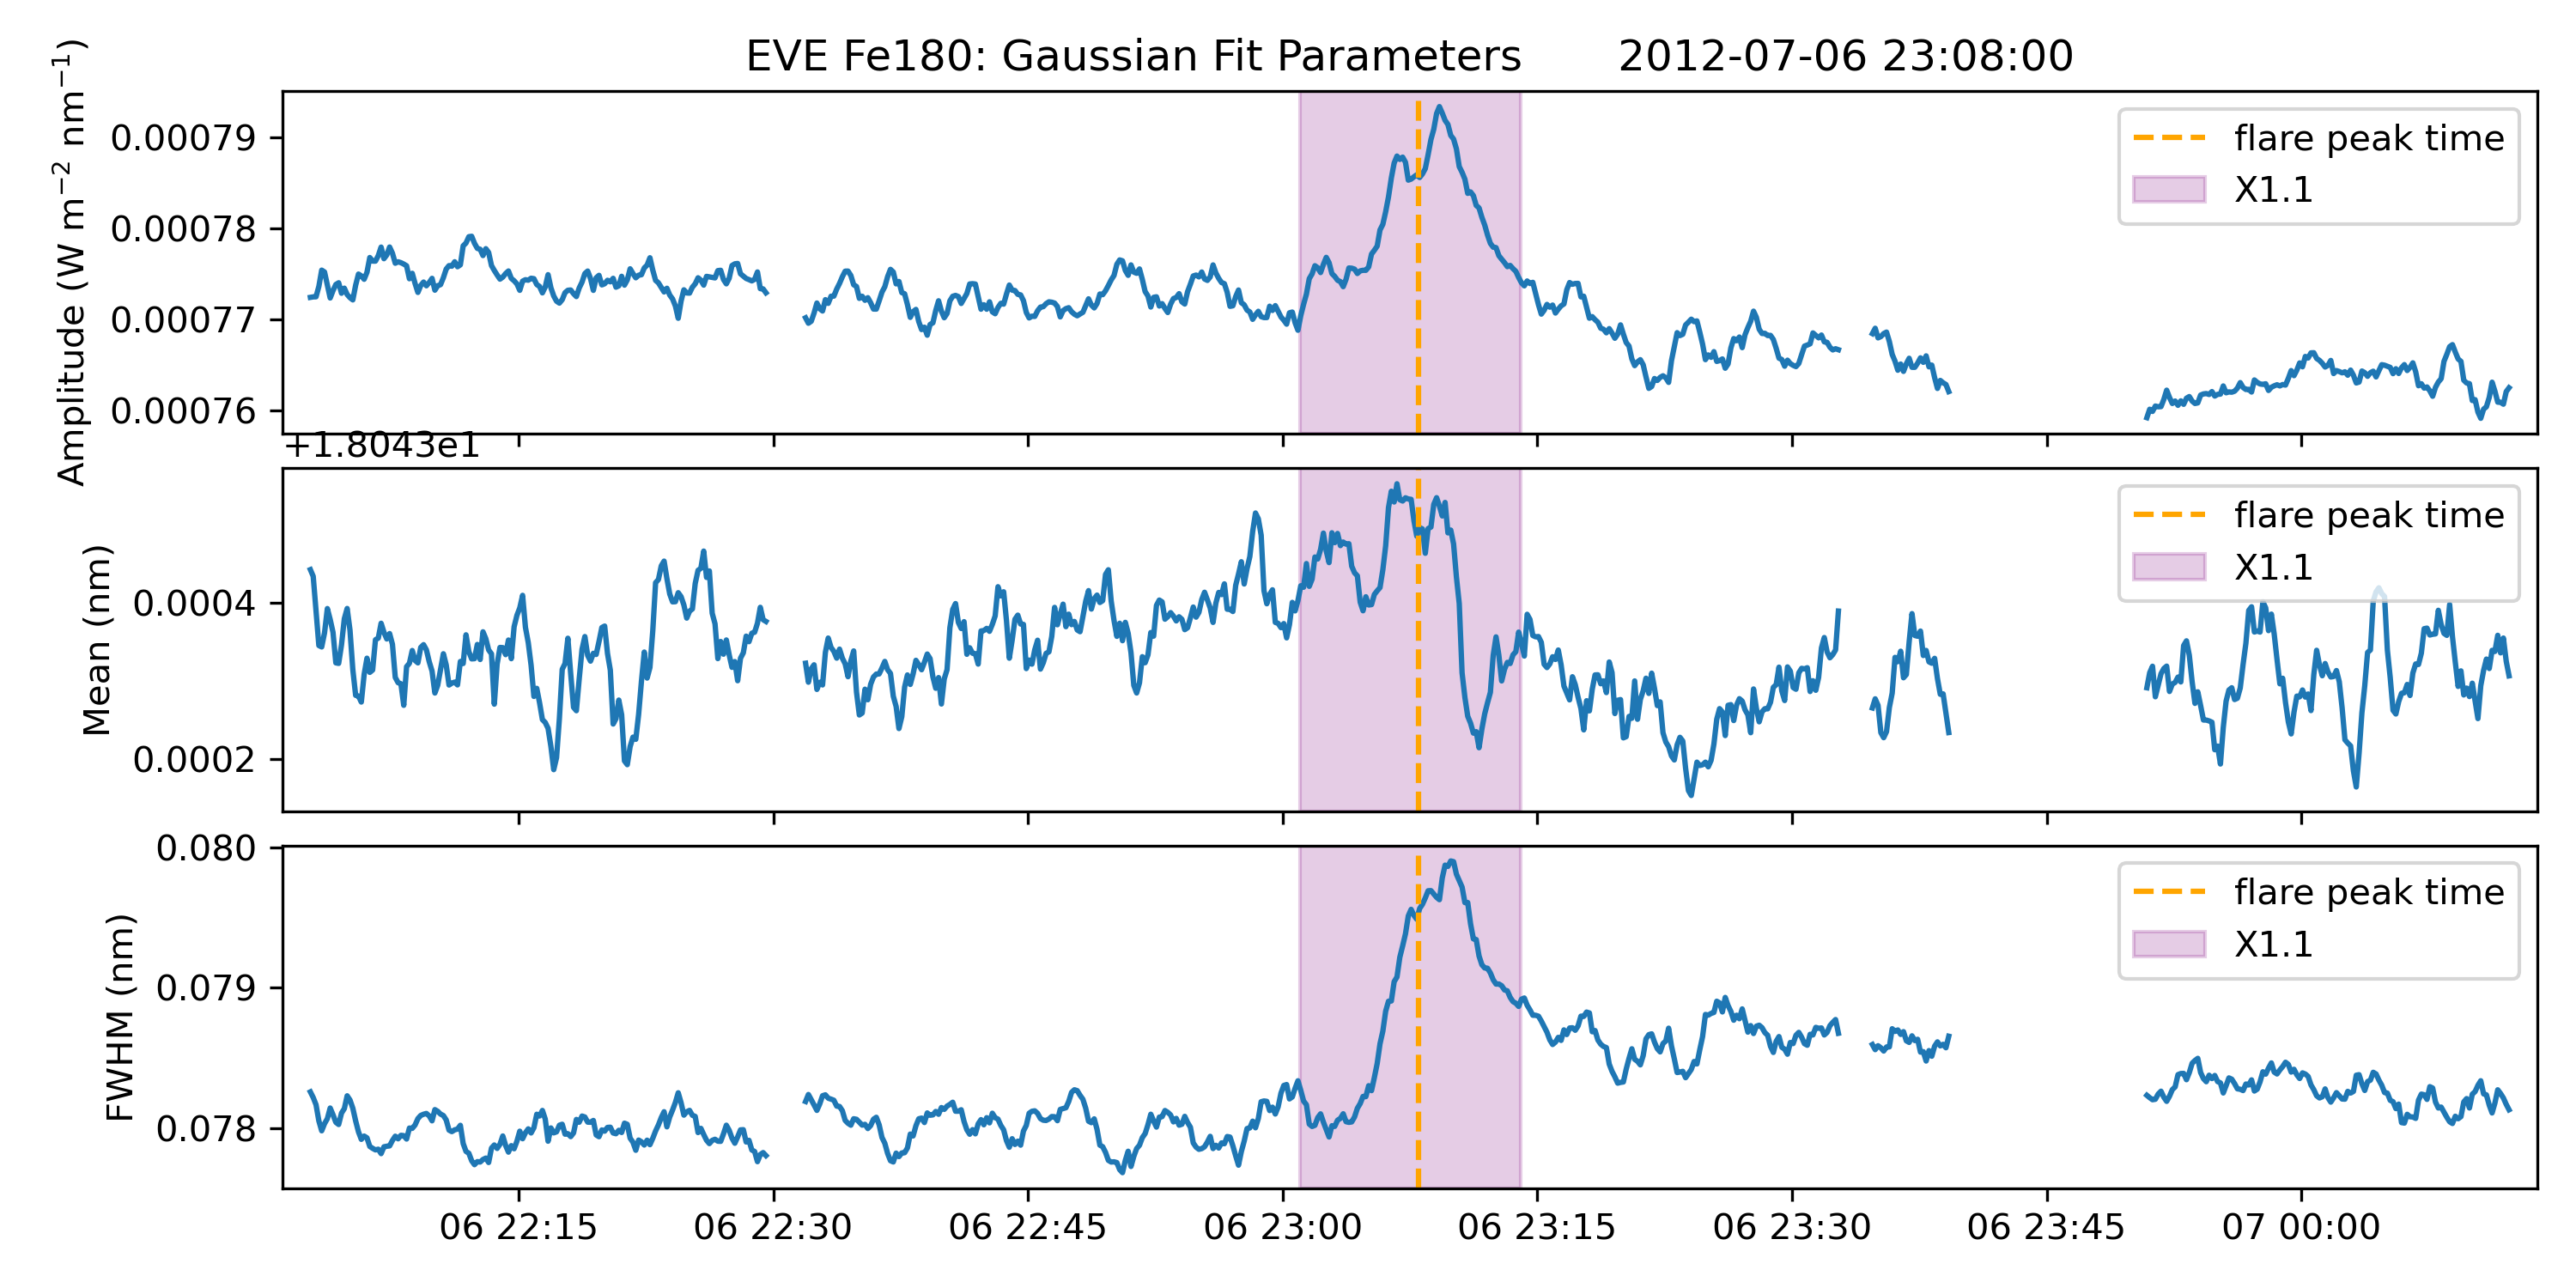 EVE Fe180: Gaussian Fit Parameters 2012-07-06 23:08:00
Amplitude (W m⁻² nm⁻¹)
0.00079
0.00078
0.00077
0.00076
flare peak time
X1.1
+1.8043e1
Mean (nm)
0.0004
0.0002
flare peak time
X1.1
FWHM (nm)
0.080
0.079
0.078
flare peak time
X1.1
06 22:15 06 22:30 06 22:45 06 23:00 06 23:15 06 23:30 06 23:45 07 00:00